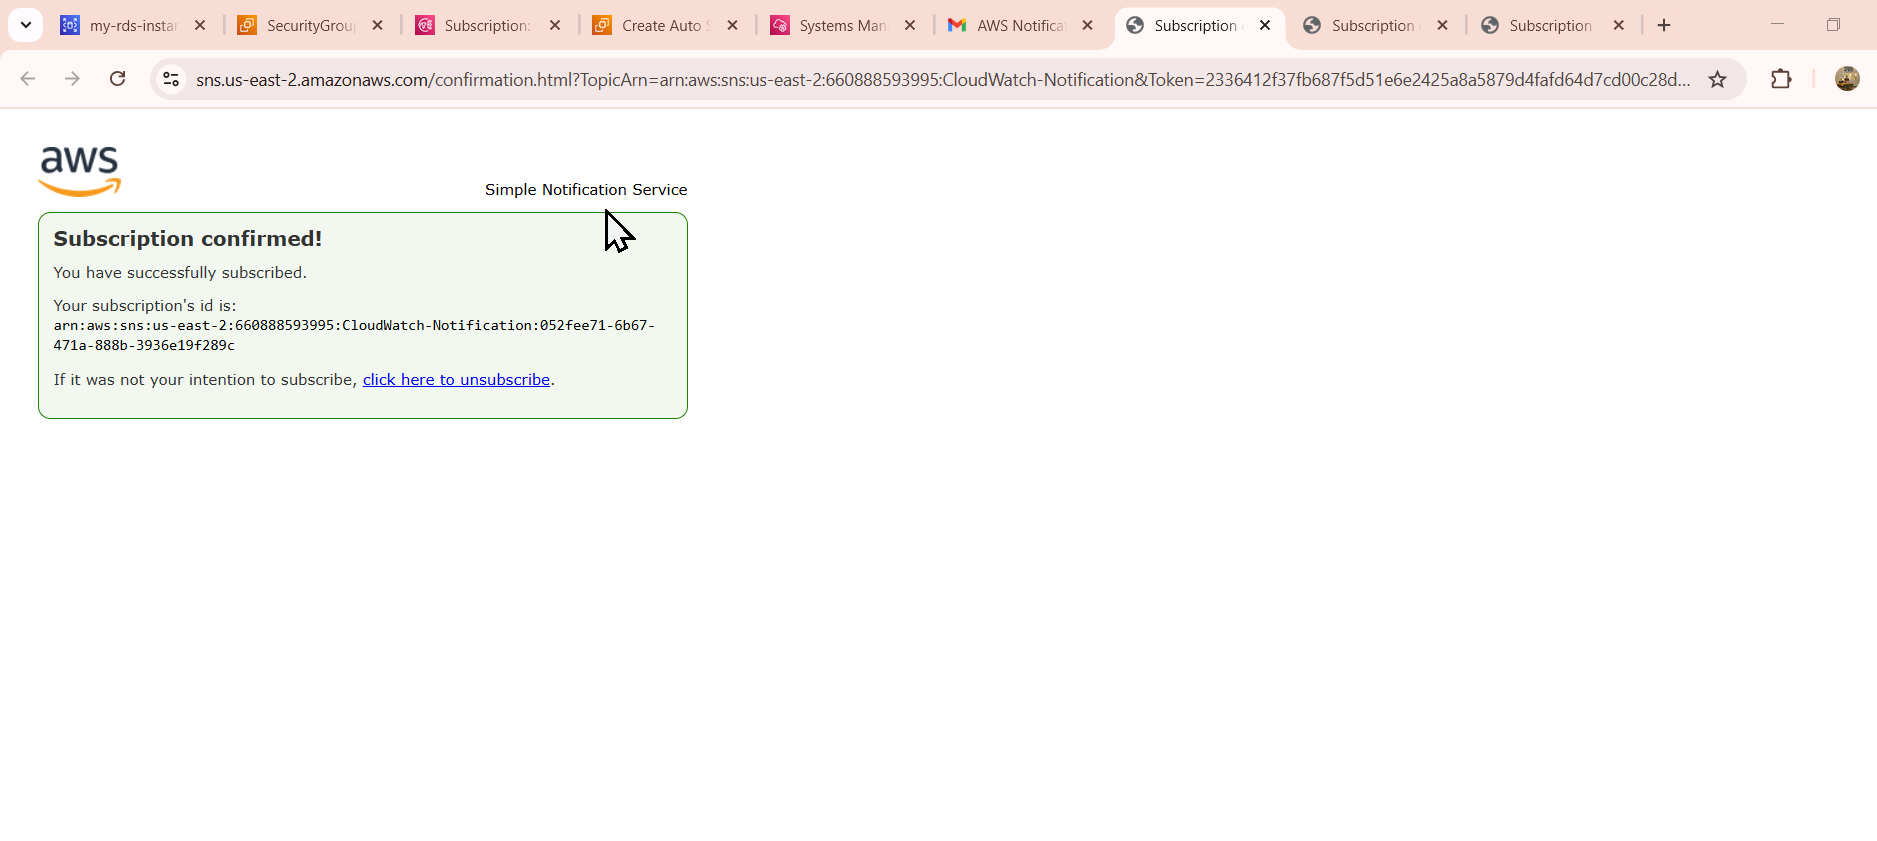 my-rds-instan
SecurityGroup
Subscription:
Create Auto S
Systems Man
AWS Notifica
Subscription
Subscription
Subscription
sns.us-east-2.amazonaws.com/confirmation.html?TopicArn=arn:aws:sns:us-east-2:660888593995:CloudWatch-Notification&Token=2336412f37fb687f5d51e6e2425a8a5879d4fafd64d7cd00c28d...
aws
Simple Notification Service
Subscription confirmed!
You have successfully subscribed.
Your subscription's id is:
arn:aws:sns:us-east-2:660888593995:CloudWatch-Notification:052fee71-6b67-
471a-888b-3936e19f289c
If it was not your intention to subscribe, click here to unsubscribe.